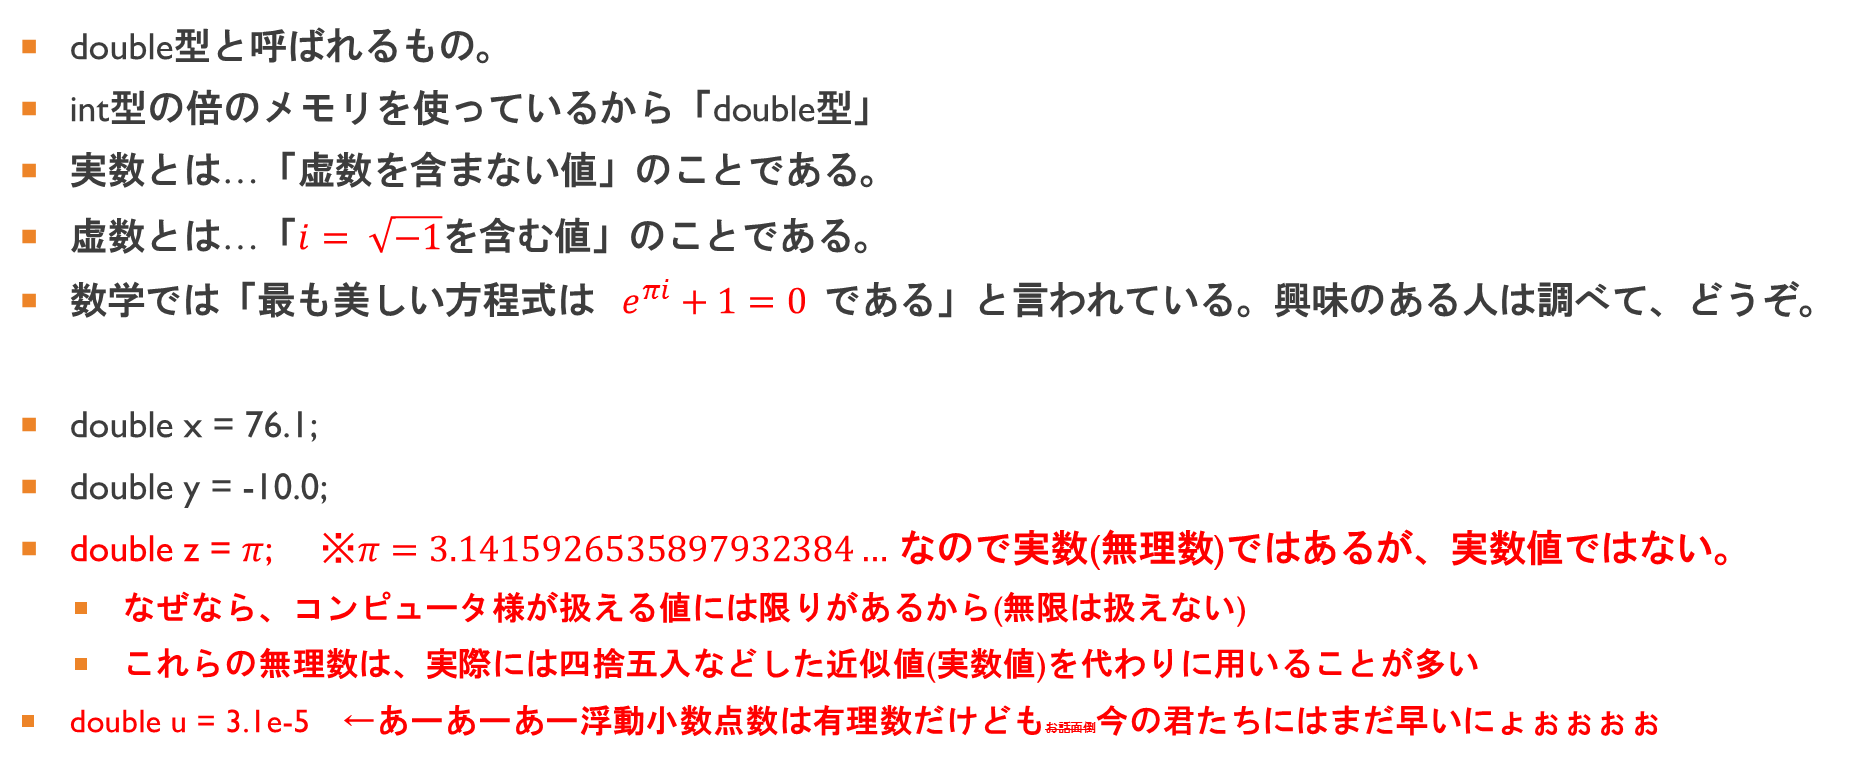 double型と呼ばれるもの。
int型の倍のメモリを使っているから「double型」
実数とは…「虚数を含まない値」のことである。
虚数とは…「i = √−1を含む値」のことである。
数学では「最も美しい方程式は e^{πi} + 1 = 0 である」と言われている。興味のある人は調べて、どうぞ。
double x = 76.1;
double y = -10.0;
double z = π; ※π = 3.1415926535897932384 … なので実数(無理数)ではあるが、実数値ではない。
なぜなら、コンピュータ様が扱える値には限りがあるから(無限は扱えない)
これらの無理数は、実際には四捨五入などした近似値(実数値)を代わりに用いることが多い
double u = 3.1e-5 ←あーあーあー浮動小数点数は有理数だけどもお話面倒今の君たちにはまだ早いにょぉぉぉぉ